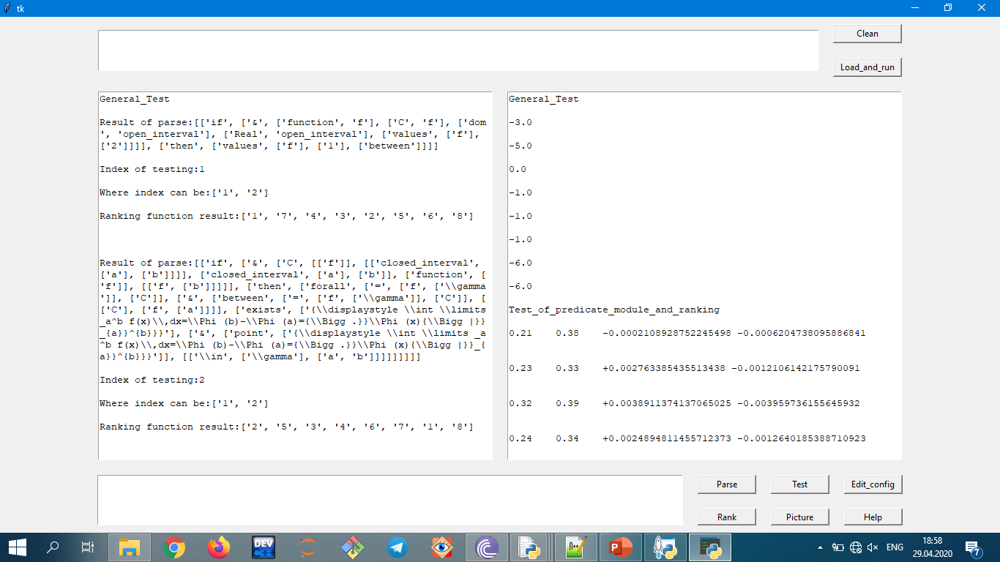 tk
Clean
Load_and_run
General_Test
Result of parse:[['if', ['&', ['function', 'f'], ['C', 'f'], ['dom
', 'open_interval'], ['Real', 'open_interval'], ['values', ['f'],
['2']]]], ['then', ['values', ['f'], ['1'], ['between']]]]
Index of testing:1
Where index can be:['1', '2']
Ranking function result:['1', '7', '4', '3', '2', '5', '6', '8']
Result of parse:[['if', ['&', ['C', [['f']], [['closed_interval',
['a'], ['b']]]], ['closed_interval', ['a'], ['b']], ['function', [
'f']], [['f', ['b']]]]], ['then', ['forall', ['=', ['f', ['\\gamma
']], ['C']], ['&', ['between', ['=', ['f', ['\\gamma']], ['C']], [
['C'], ['f', ['a']]]], ['exists', ['{\\displaystyle \\int \\limits
_a^b f(x)\\,dx=\\Phi (b)-\\Phi (a)={\\Bigg .}}\\Phi (x){\\Bigg |}}
_{a}}^{b}}}'], ['&', ['point', ['{\\displaystyle \\int \\limits _a
^b f(x)\\,dx=\\Phi (b)-\\Phi (a)={\\Bigg .}}\\Phi (x){\\Bigg |}}_{
a}}^{b}}}']], [['\\in', ['\\gamma'], ['a', 'b']]]]]]]]]
Index of testing:2
Where index can be:['1', '2']
Ranking function result:['2', '5', '3', '4', '6', '7', '1', '8']
General_Test
-3.0
-5.0
0.0
-1.0
-1.0
-1.0
-6.0
-6.0
Test_of_predicate_module_and_ranking
0.21 0.38 -0.0002108928752245498 -0.0006204738095886841
0.23 0.33 +0.002763385435513438 -0.0012106142175790091
0.32 0.39 +0.0038911374137065025 -0.003959736155645932
0.24 0.34 +0.0024894811455712373 -0.0012640185388710923
Parse
Test
Edit_config
Rank
Picture
Help
DEV
C++
n++
P
ENG
18:58
29.04.2020
7